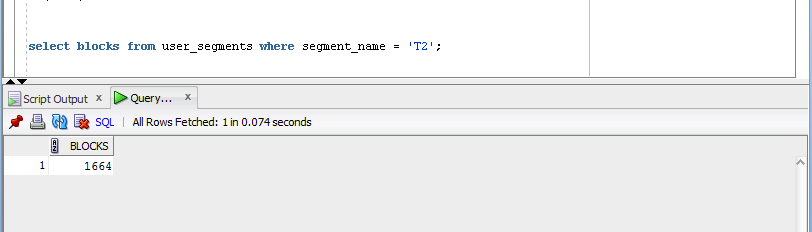 select blocks from user_segments where segment_name = 'T2';
Script Output x Query... x
SQL | All Rows Fetched: 1 in 0.074 seconds
BLOCKS
1 1664